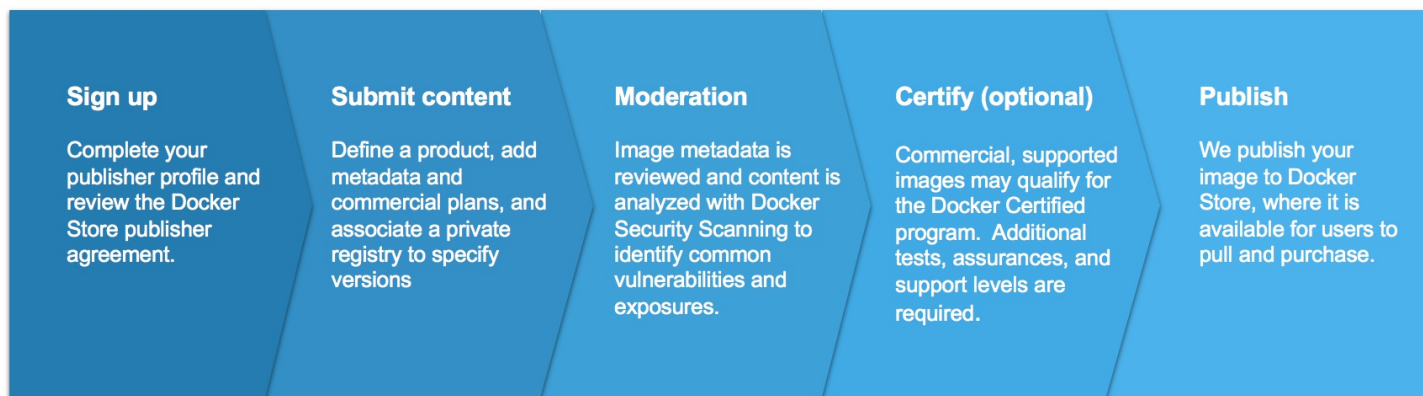 Sign up
Complete your
publisher profile and
review the Docker
Store publisher
agreement.
Submit content
Define a product, add
metadata and
commercial plans, and
associate a private
registry to specify
versions
Moderation
Image metadata is
reviewed and content is
analyzed with Docker
Security Scanning to
identify common
vulnerabilities and
exposures.
Certify (optional)
Commercial, supported
images may qualify for
the Docker Certified
program.  Additional
tests, assurances, and
support levels are
required.
Publish
We publish your
image to Docker
Store, where it is
available for users to
pull and purchase.